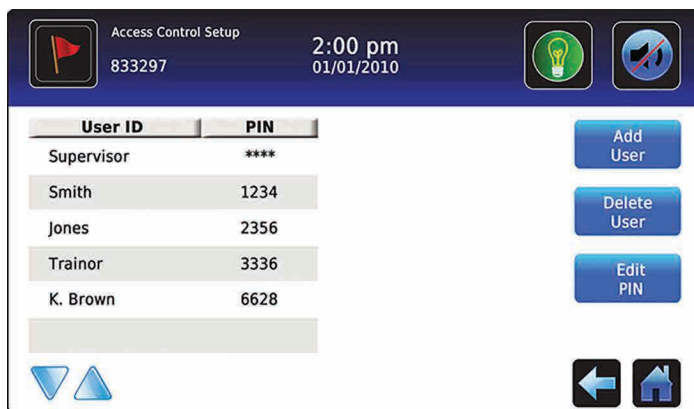 Access Control Setup
833297
2:00 pm
01/01/2010
User ID PIN
Supervisor ****
Smith 1234
Jones 2356
Trainor 3336
K. Brown 6628
Add
User
Delete
User
Edit
PIN